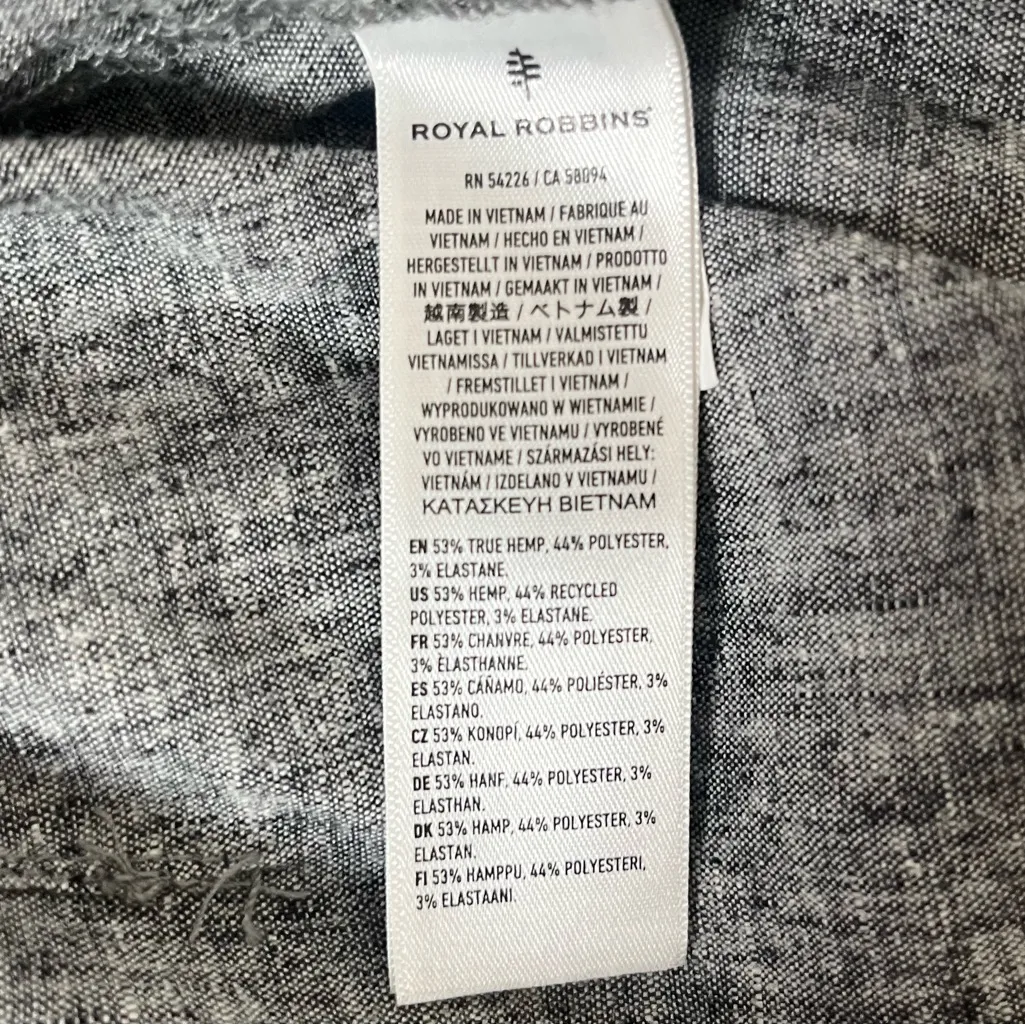 ROYAL ROBBINS®
RN 54226 / CA 58094
MADE IN VIETNAM / FABRIQUE AU
VIETNAM / HECHO EN VIETNAM /
HERGESTELLT IN VIETNAM / PRODOTTO
IN VIETNAM / GEMAAKT IN VIETNAM /
越南製造 / ベトナム製 /
LAGET I VIETNAM / VALMISTETTU
VIETNAMISSA / TILLVERKAD I VIETNAM
/ FREMSTILLET I VIETNAM /
WYPRODUKOWANO W WIETNAMIE /
VYROBENO VE VIETNAMU / VYROBENÉ
VO VIETNAME / SZÁRMAZÁSI HELY:
VIETNÁM / IZDELANO V VIETNAMU /
ΚΑΤΑΣΚΕΥΗ ΒΙΕΤΝΑΜ
EN 53% TRUE HEMP, 44% POLYESTER,
3% ELASTANE.
US 53% HEMP, 44% RECYCLED
POLYESTER, 3% ELASTANE.
FR 53% CHANVRE, 44% POLYESTER,
3% ÉLASTHANNE.
ES 53% CÁÑAMO, 44% POLIÉSTER, 3%
ELASTANO.
CZ 53% KONOPÍ, 44% POLYESTER, 3%
ELASTAN.
DE 53% HANF, 44% POLYESTER, 3%
ELASTHAN.
DK 53% HAMP, 44% POLYESTER, 3%
ELASTAN.
FI 53% HAMPPU, 44% POLYESTERI,
3% ELASTAANI.